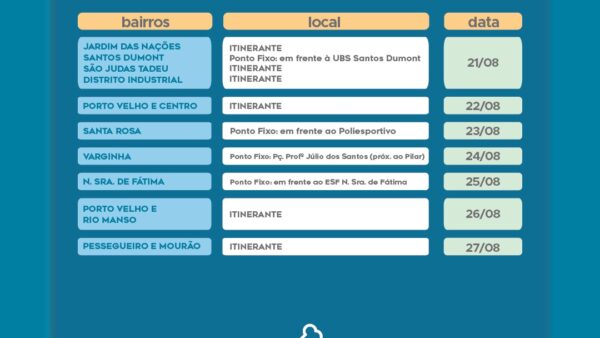 bairros local data
JARDIM DAS NAÇÕES ITINERANTE
SANTOS DUMONT Ponto Fixo: em frente à UBS Santos Dumont
SÃO JUDAS TADEU ITINERANTE
DISTRITO INDUSTRIAL ITINERANTE
21/08
PORTO VELHO E CENTRO ITINERANTE 22/08
SANTA ROSA Ponto Fixo: em frente ao Poliesportivo 23/08
VARGINHA Ponto Fixo: Pç. Profº Júlio dos Santos (próx. ao Pilar) 24/08
N. SRA. DE FÁTIMA Ponto Fixo: em frente ao ESF N. Sra. de Fátima 25/08
PORTO VELHO E
RIO MANSO ITINERANTE 26/08
PESSEGUEIRO E MOURÃO ITINERANTE 27/08